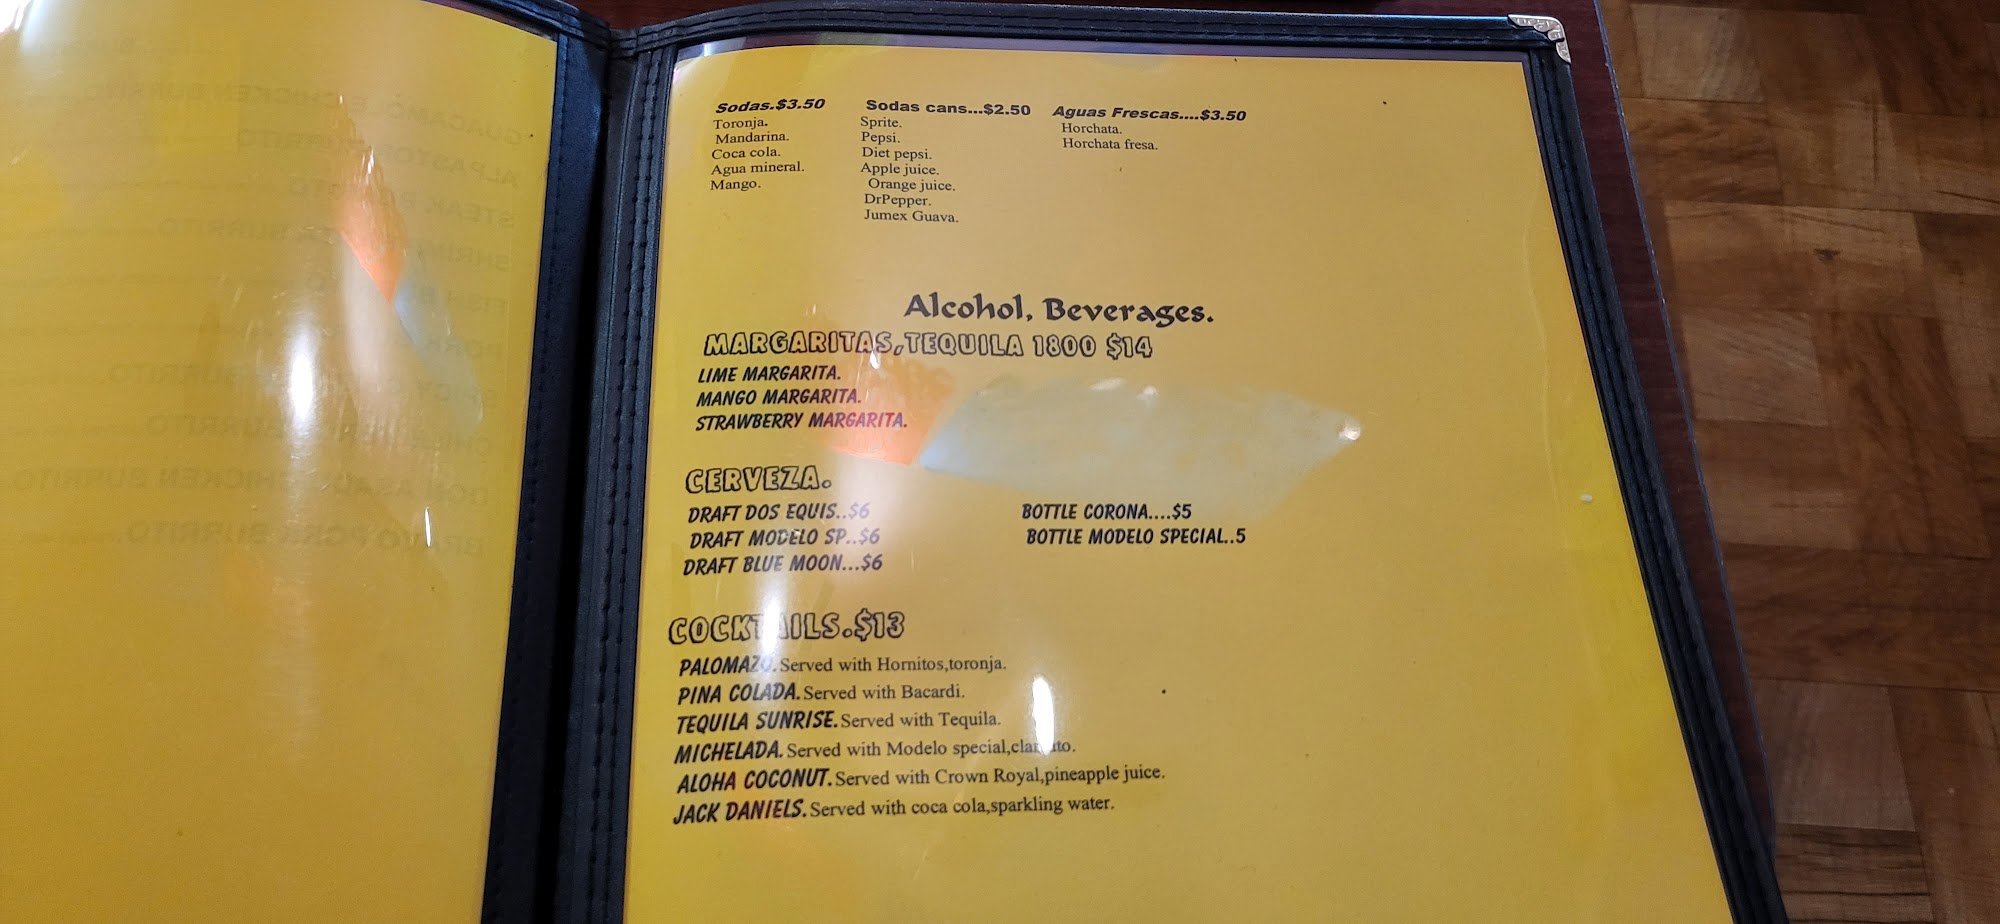 Sodas.$3.50
Toronja.
Mandarina.
Coca cola.
Agua mineral.
Mango.
Sodas cans...$2.50
Sprite.
Pepsi.
Diet pepsi.
Apple juice.
Orange juice.
DrPepper.
Jumex Guava.
Aguas Frescas....$3.50
Horchata.
Horchata fresa.
Alcohol, Beverages.
MARGARITAS,TEQUILA 1800 $14
LIME MARGARITA.
MANGO MARGARITA.
STRAWBERRY MARGARITA.
CERVEZA.
DRAFT DOS EQUIS..$6
DRAFT MODELO SP..$6
DRAFT BLUE MOON...$6
BOTTLE CORONA....$5
BOTTLE MODELO SPECIAL..5
COCKTAILS.$13
PALOMAZO. Served with Hornitos,toronja.
PINA COLADA. Served with Bacardi.
TEQUILA SUNRISE. Served with Tequila.
MICHELADA. Served with Modelo special,
ALOHA COCONUT. Served with Crown Royal,pineapple juice.
JACK DANIELS. Served with coca cola,sparkling water.